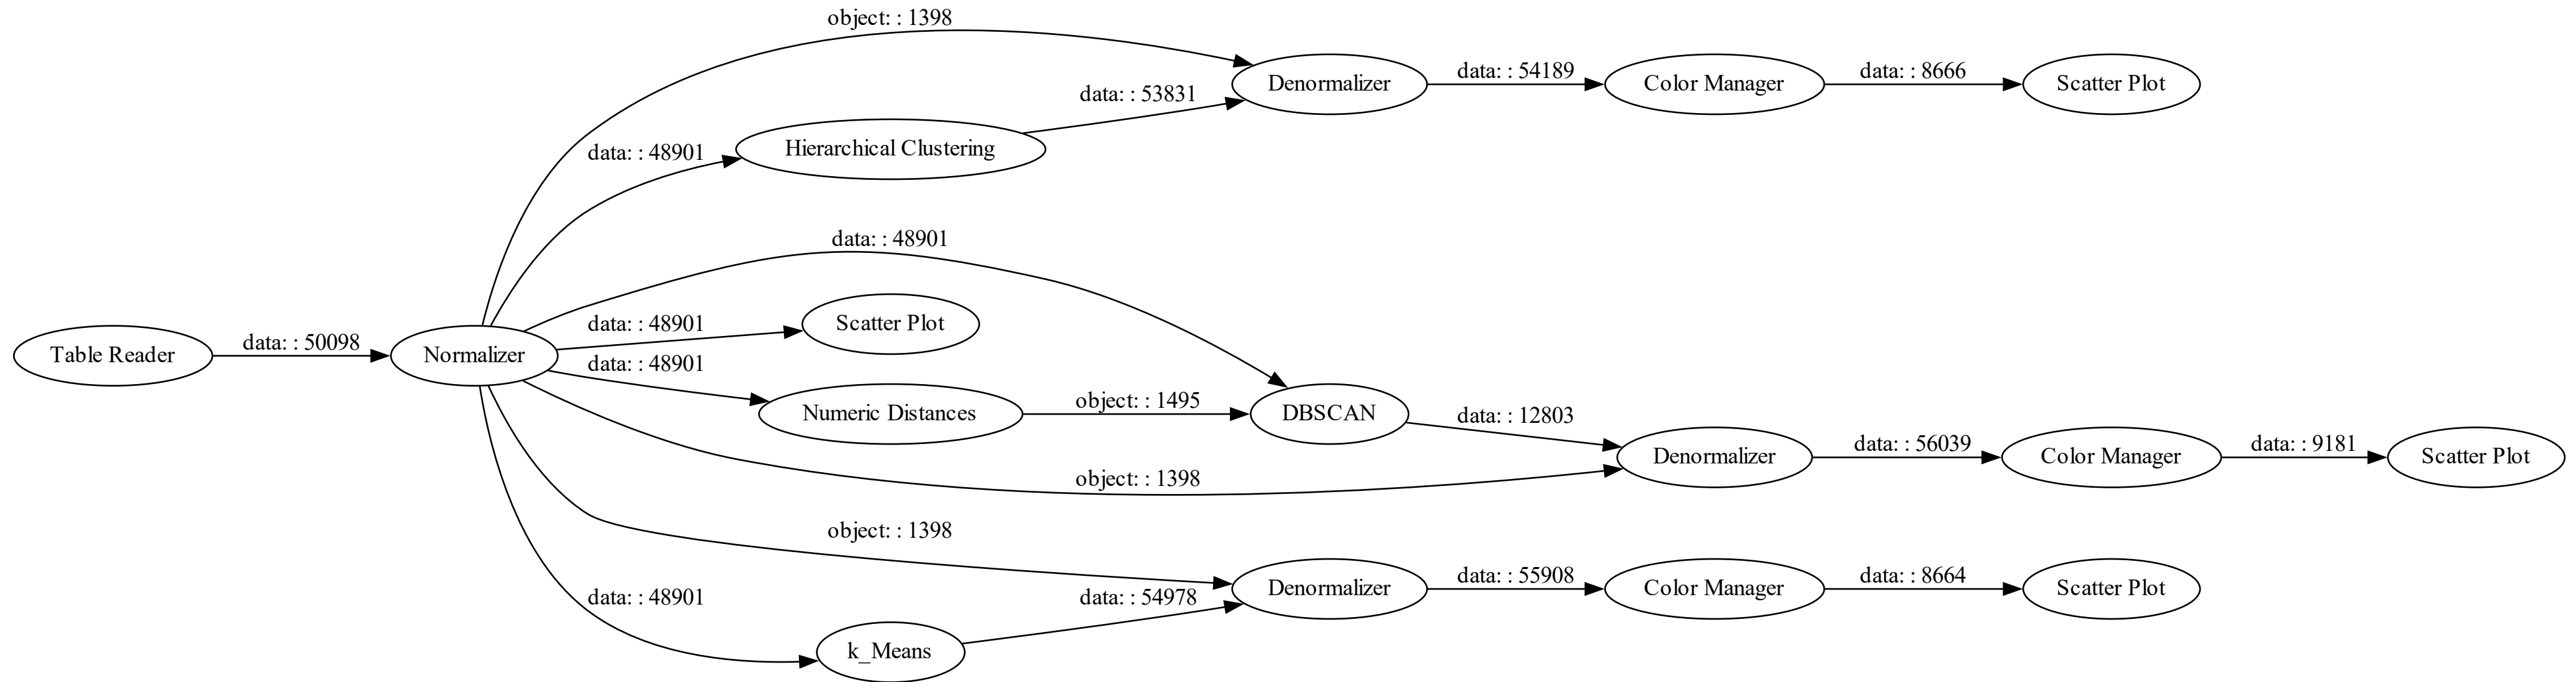 object: : 1398
Denormalizer
data: : 54189
Color Manager
data: : 8666
Scatter Plot
data: : 53831
data: : 48901
Hierarchical Clustering
data: : 48901
data: : 48901
Scatter Plot
Table Reader
data: : 50098
Normalizer
data: : 48901
Numeric Distances
object: : 1495
DBSCAN
data: : 12803
Denormalizer
data: : 56039
Color Manager
data: : 9181
Scatter Plot
object: : 1398
object: : 1398
Denormalizer
data: : 55908
Color Manager
data: : 8664
Scatter Plot
data: : 48901
data: : 54978
k_Means